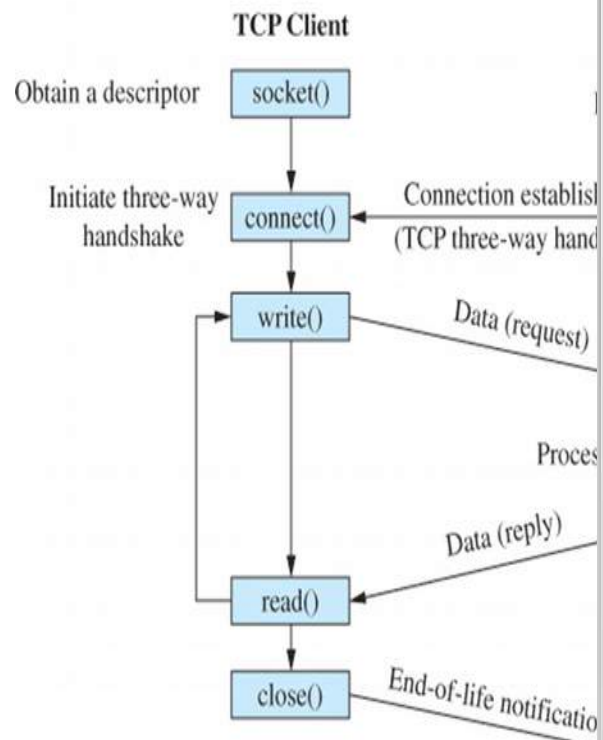 TCP Client
Obtain a descriptor
socket()
Initiate three-way
handshake
connect()
Connection establis
(TCP three-way hand
write()
Data (request)
Proces
Data (reply)
read()
close()
End-of-life notificatio